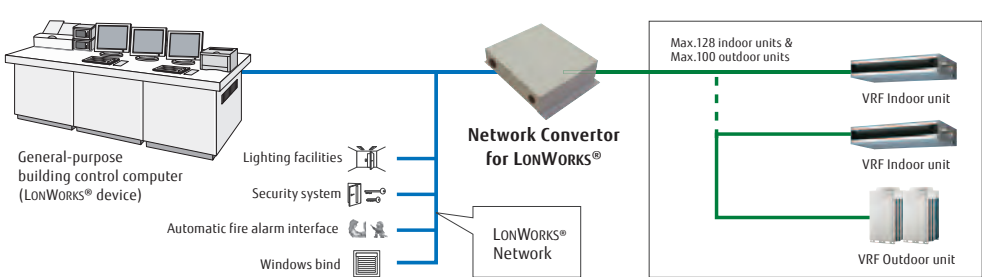 General-purpose
building control computer
(LONWORKS® device)
Lighting facilities
Security system
Automatic fire alarm interface
Windows bind
LONWORKS®
Network
Network Convertor
for LONWORKS®
Max.128 indoor units &
Max.100 outdoor units
VRF Indoor unit
VRF Indoor unit
VRF Outdoor unit